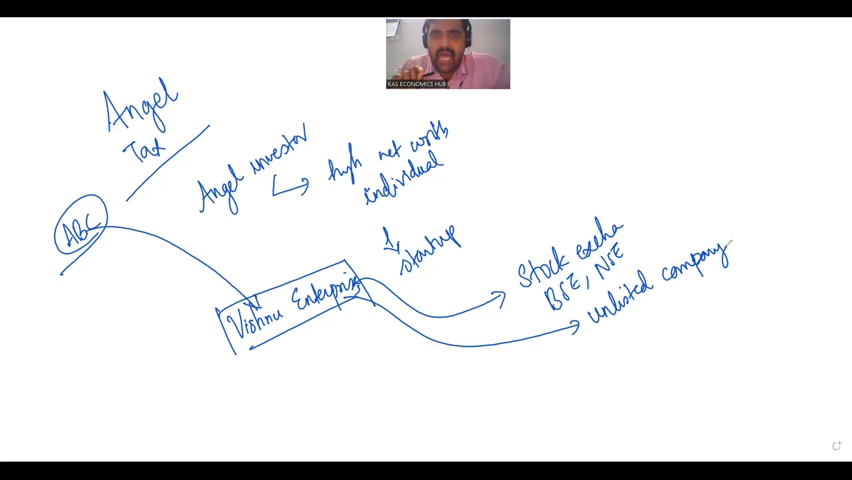 KAS ECONOMICS HUB
Angel
Tax
Angel investor
high net worth
individual
ABC
startup
Stock excha
BSE, NSE
Vishnu Enterprise
unlisted company